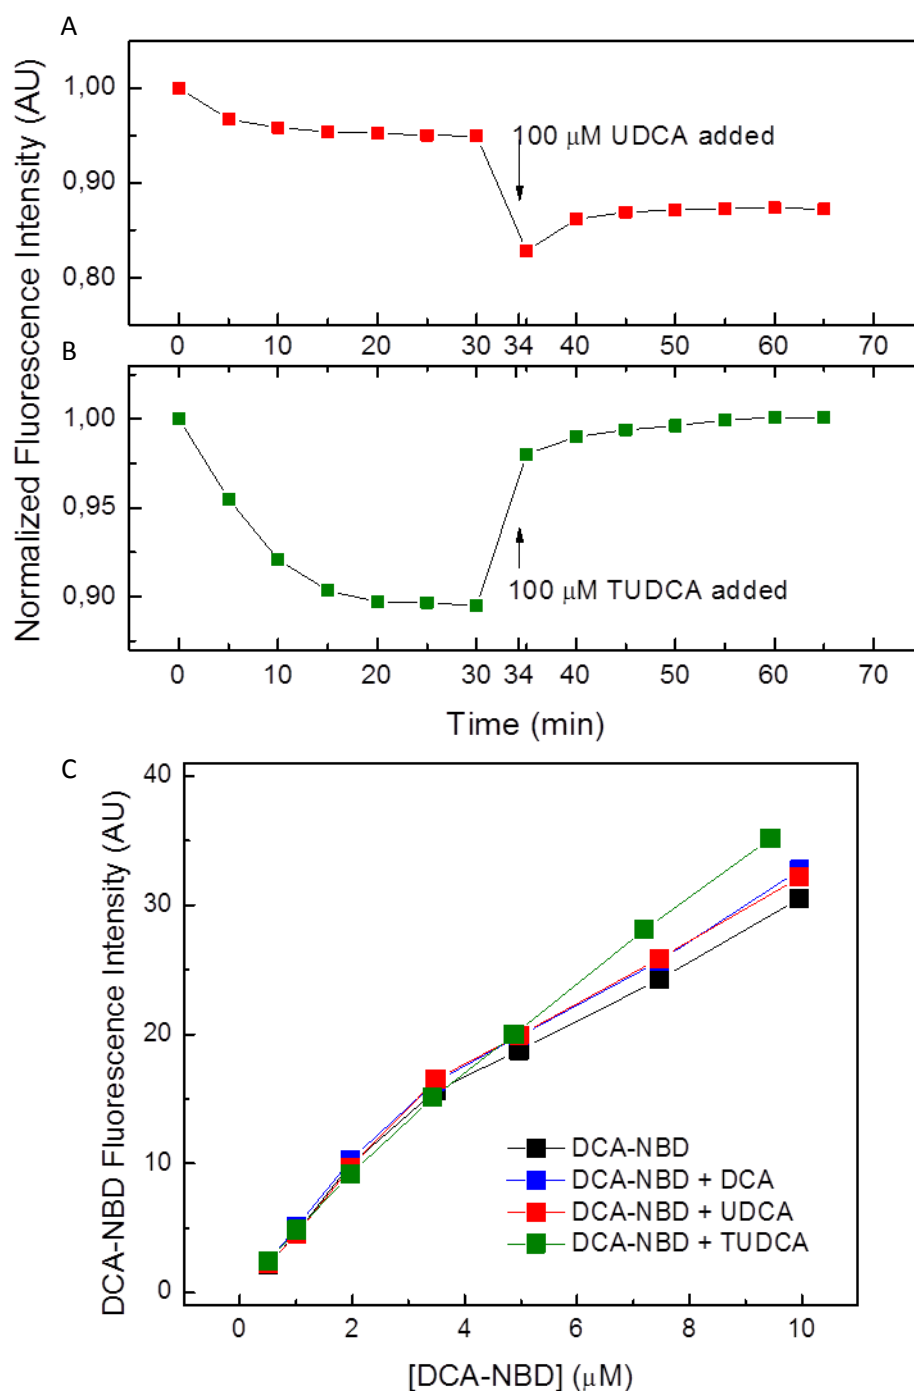 A
Normalized Fluorescence Intensity (AU)
1,00
0,90
0,80
100 μM UDCA added
0 10 20 30 34 40 50 60 70
B
1,00
0,95
0,90
100 μM TUDCA added
0 10 20 30 34 40 50 60 70
Time (min)
C
DCA-NBD Fluorescence Intensity (AU)
40
30
20
10
0
DCA-NBD
DCA-NBD + DCA
DCA-NBD + UDCA
DCA-NBD + TUDCA
0 2 4 6 8 10
[DCA-NBD] (μM)